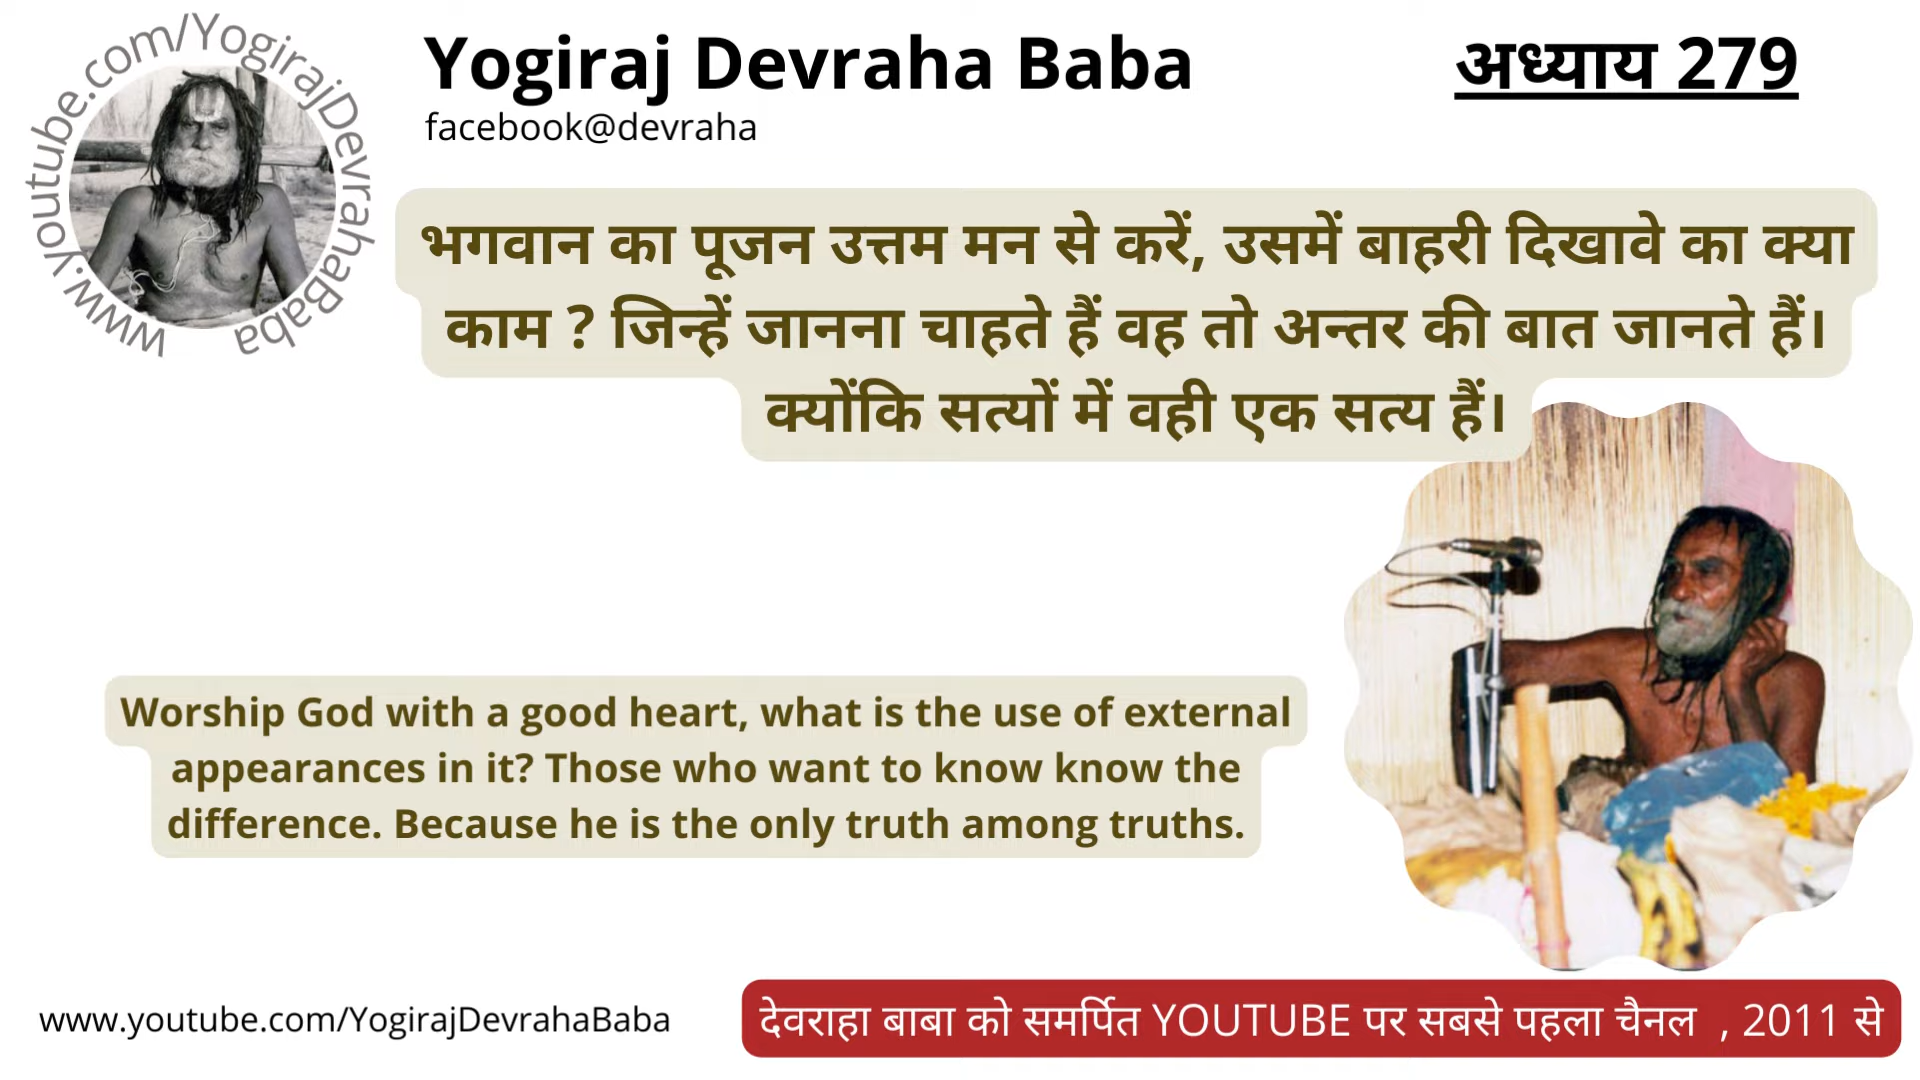 www.youtube.com/YogirajDevrahaBaba
Yogiraj Devraha Baba
facebook@devraha
अध्याय 279
भगवान का पूजन उत्तम मन से करें, उसमें बाहरी दिखावे का क्या
काम ? जिन्हें जानना चाहते हैं वह तो अन्तर की बात जानते हैं।
क्योंकि सत्यों में वही एक सत्य हैं।
Worship God with a good heart, what is the use of external
appearances in it? Those who want to know know the
difference. Because he is the only truth among truths.
www.youtube.com/YogirajDevrahaBaba
देवराहा बाबा को समर्पित YOUTUBE पर सबसे पहला चैनल , 2011 से